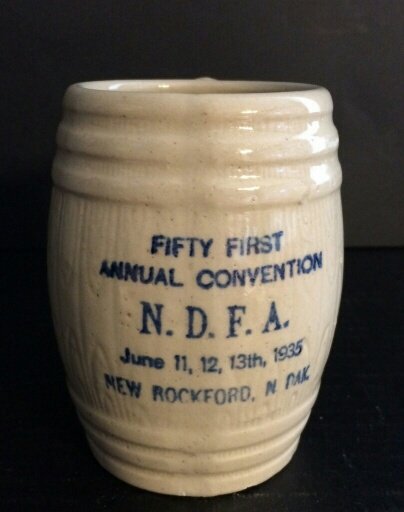 FIFTY FIRST
ANNUAL CONVENTION
N. D. F. A.
June 11, 12, 13th, 1935
NEW ROCKFORD, N DAK.